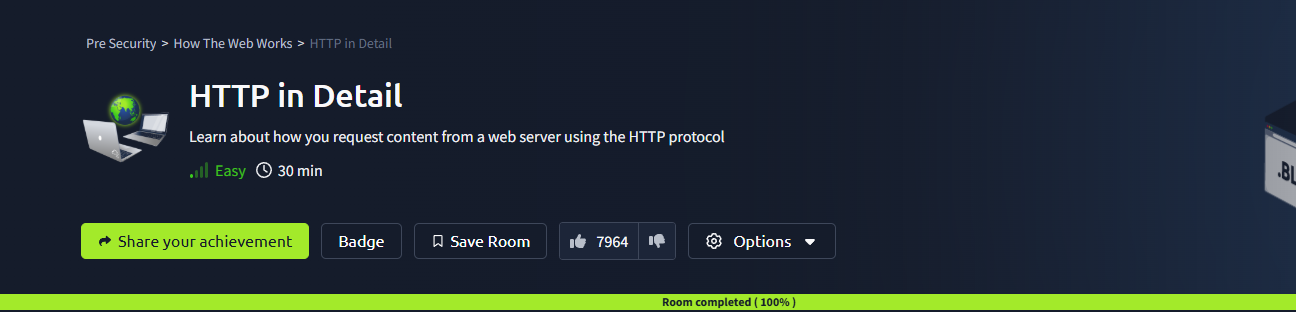 Pre Security > How The Web Works > HTTP in Detail
HTTP in Detail
Learn about how you request content from a web server using the HTTP protocol
Easy 30 min
Share your achievement Badge Save Room 7964 Options
Room completed ( 100% )